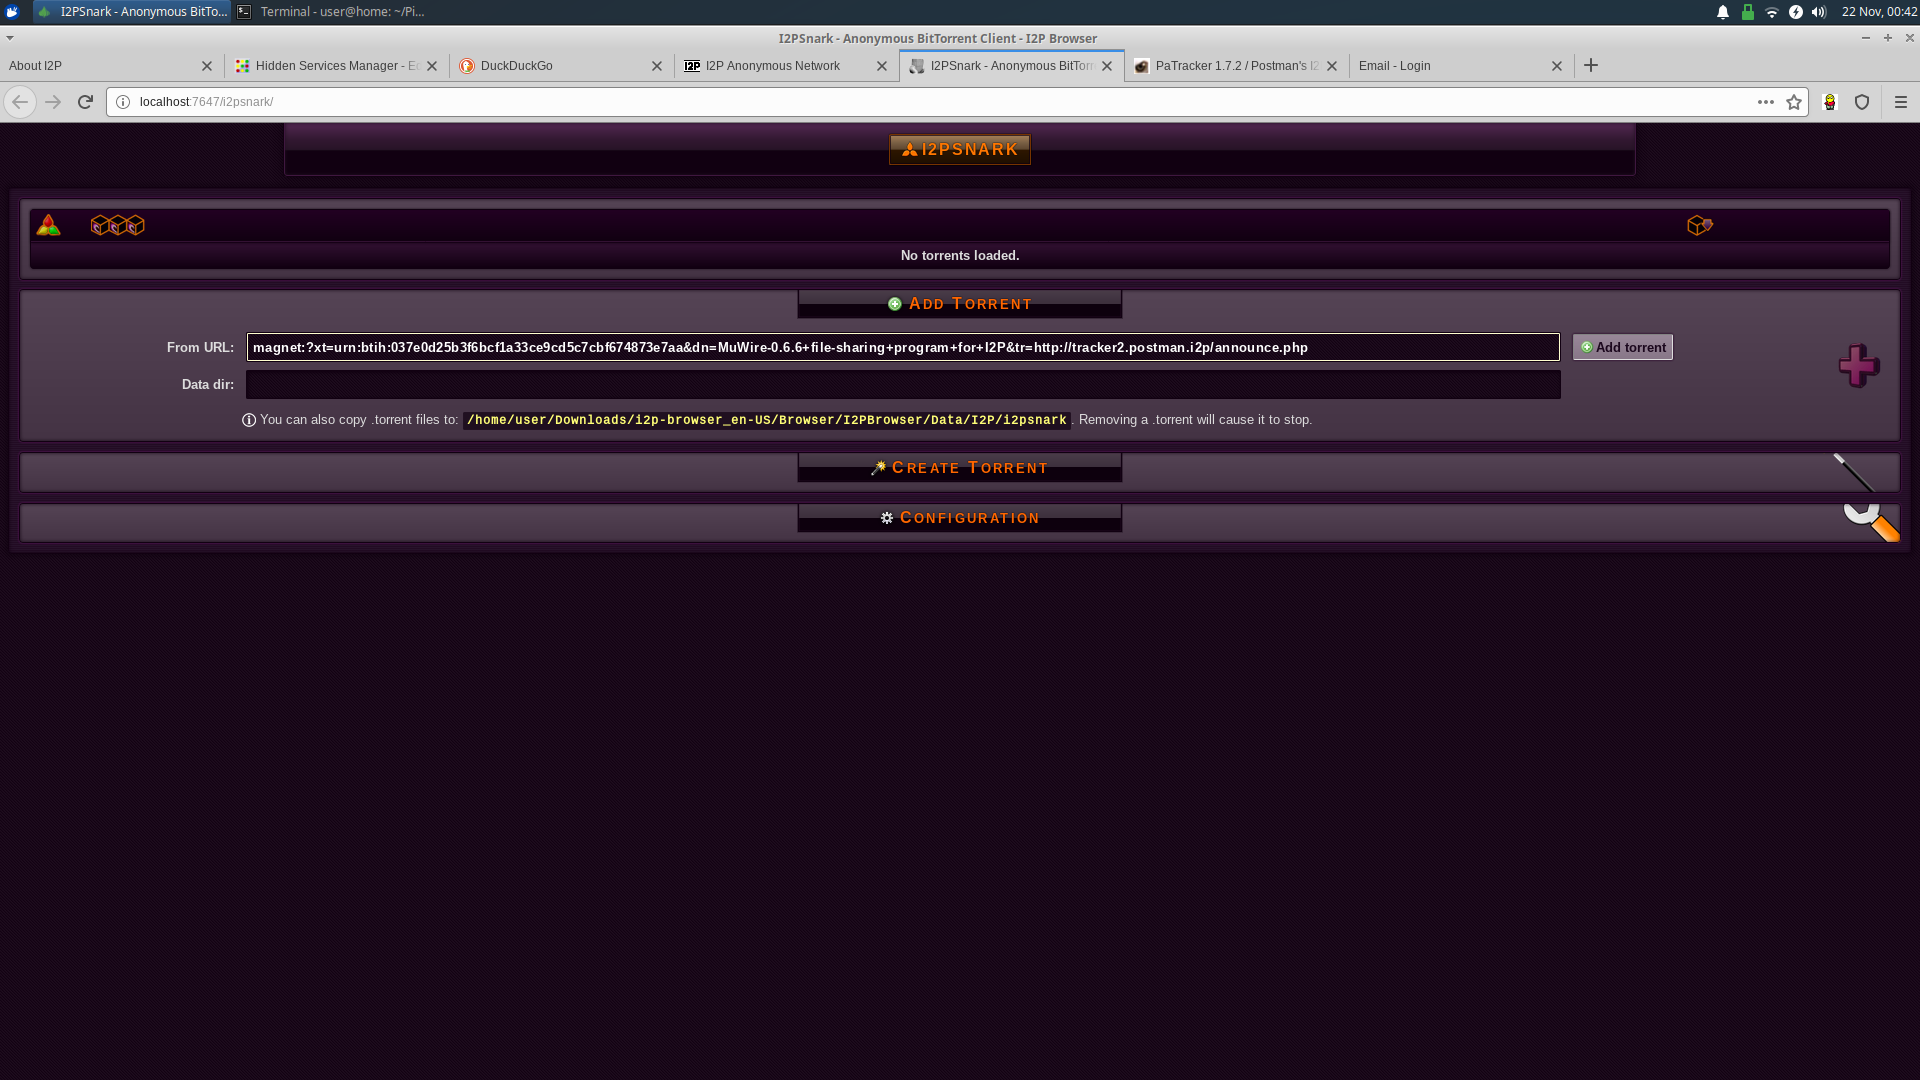 I2PSnark - Anonymous BitTo... Terminal - user@home: ~/Pi... 22 Nov, 00:42
I2PSnark - Anonymous BitTorrent Client - I2P Browser
About I2P Hidden Services Manager - Ec DuckDuckGo I2P Anonymous Network I2PSnark - Anonymous BitTorr PaTracker 1.7.2 / Postman's I2 Email - Login
localhost:7647/i2psnark/
I2PSNARK
No torrents loaded.
Add Torrent
From URL: magnet:?xt=urn:btih:037e0d25b3f6bcf1a33ce9cd5c7cbf674873e7aa&dn=MuWire-0.6.6+file-sharing+program+for+I2P&tr=http://tracker2.postman.i2p/announce.php Add torrent
Data dir:
You can also copy .torrent files to: /home/user/Downloads/i2p-browser_en-US/Browser/I2PBrowser/Data/I2P/i2psnark. Removing a .torrent will cause it to stop.
Create Torrent
Configuration